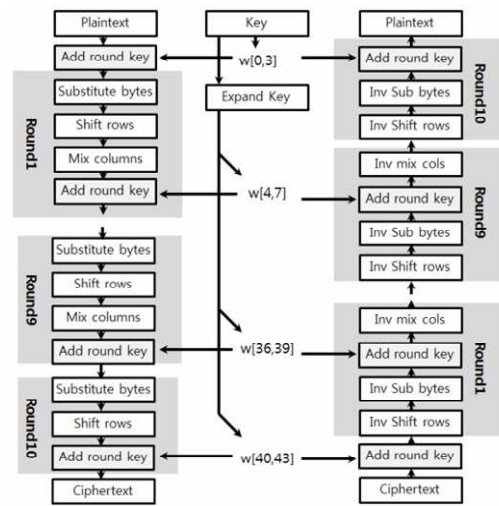 Plaintext
Add round key
Substitute bytes
Shift rows
Mix columns
Add round key
Round1
Substitute bytes
Shift rows
Mix columns
Add round key
Round9
Substitute bytes
Shift rows
Add round key
Round10
Ciphertext
Key
w[0,3]
Expand Key
w[4,7]
w[36,39]
w[40,43]
Plaintext
Add round key
Inv Sub bytes
Inv Shift rows
Round10
Inv mix cols
Add round key
Inv Sub bytes
Inv Shift rows
Round9
Inv mix cols
Add round key
Inv Sub bytes
Inv Shift rows
Round1
Add round key
Ciphertext